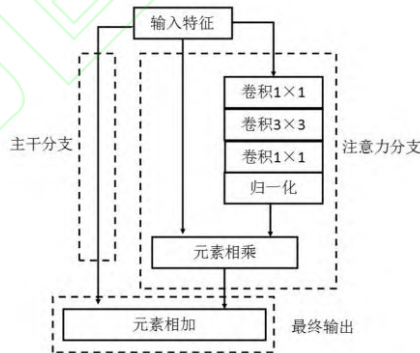 输入特征
卷积1×1
卷积3×3
主干分支
注意力分支
卷积1×1
归一化
元素相乘
元素相加
最终输出